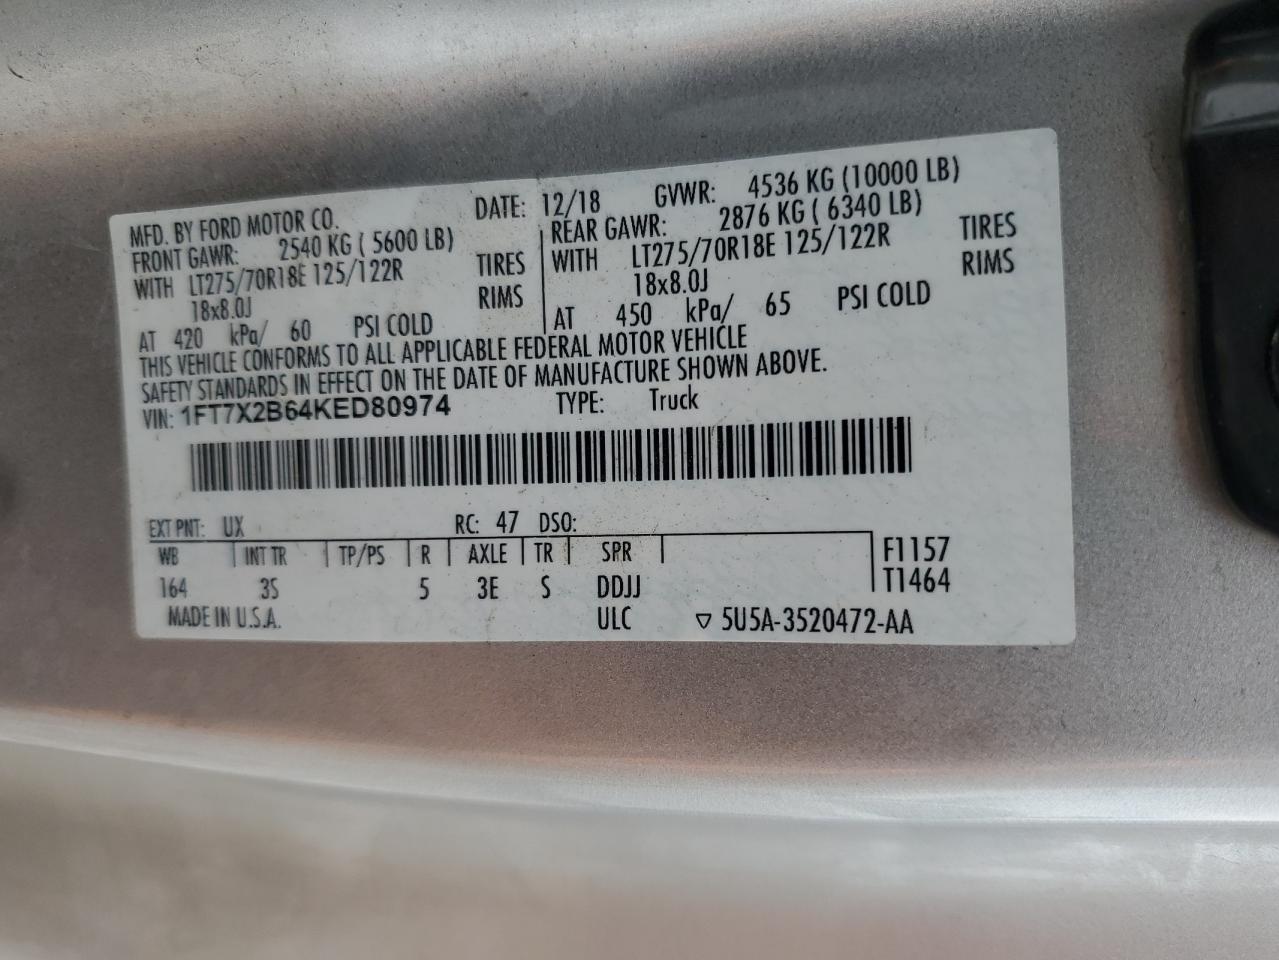 MFD. BY FORD MOTOR CO. DATE: 12/18 GVWR: 4536 KG (10000 LB)
FRONT GAWR: 2540 KG ( 5600 LB) REAR GAWR: 2876 KG ( 6340 LB)
WITH LT275/70R18E 125/122R TIRES WITH LT275/70R18E 125/122R TIRES
18x8.0J RIMS 18x8.0J RIMS
AT 420 kPa/ 60 PSI COLD AT 450 kPa/ 65 PSI COLD
THIS VEHICLE CONFORMS TO ALL APPLICABLE FEDERAL MOTOR VEHICLE
SAFETY STANDARDS IN EFFECT ON THE DATE OF MANUFACTURE SHOWN ABOVE.
VIN: 1FT7X2B64KED80974 TYPE: Truck
EXT PNT: UX RC: 47 DSO:
WB INT TR TP/PS R AXLE TR SPR F1157
164 3S 5 3E S DDJJ T1464
MADE IN U.S.A. ULC ▽ 5U5A-3520472-AA